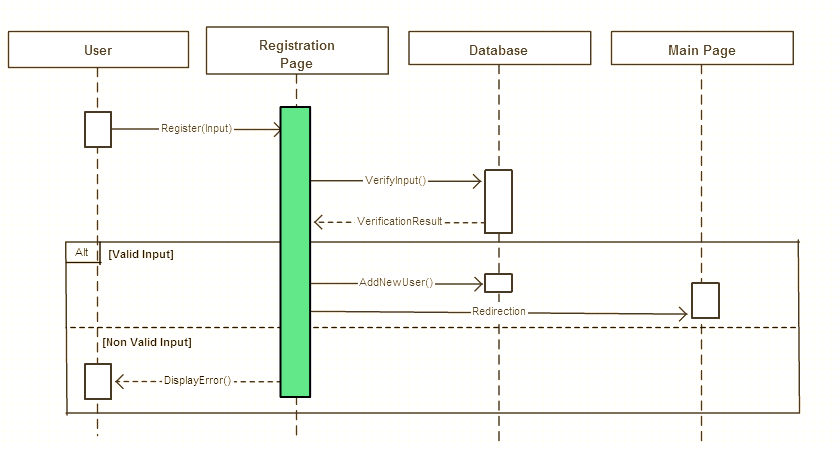 User
Registration
Page
Database
Main Page
Register(Input)
VerifyInput()
VerificationResult
Alt
[Valid Input]
AddNewUser()
Redirection
[Non Valid Input]
DisplayError()